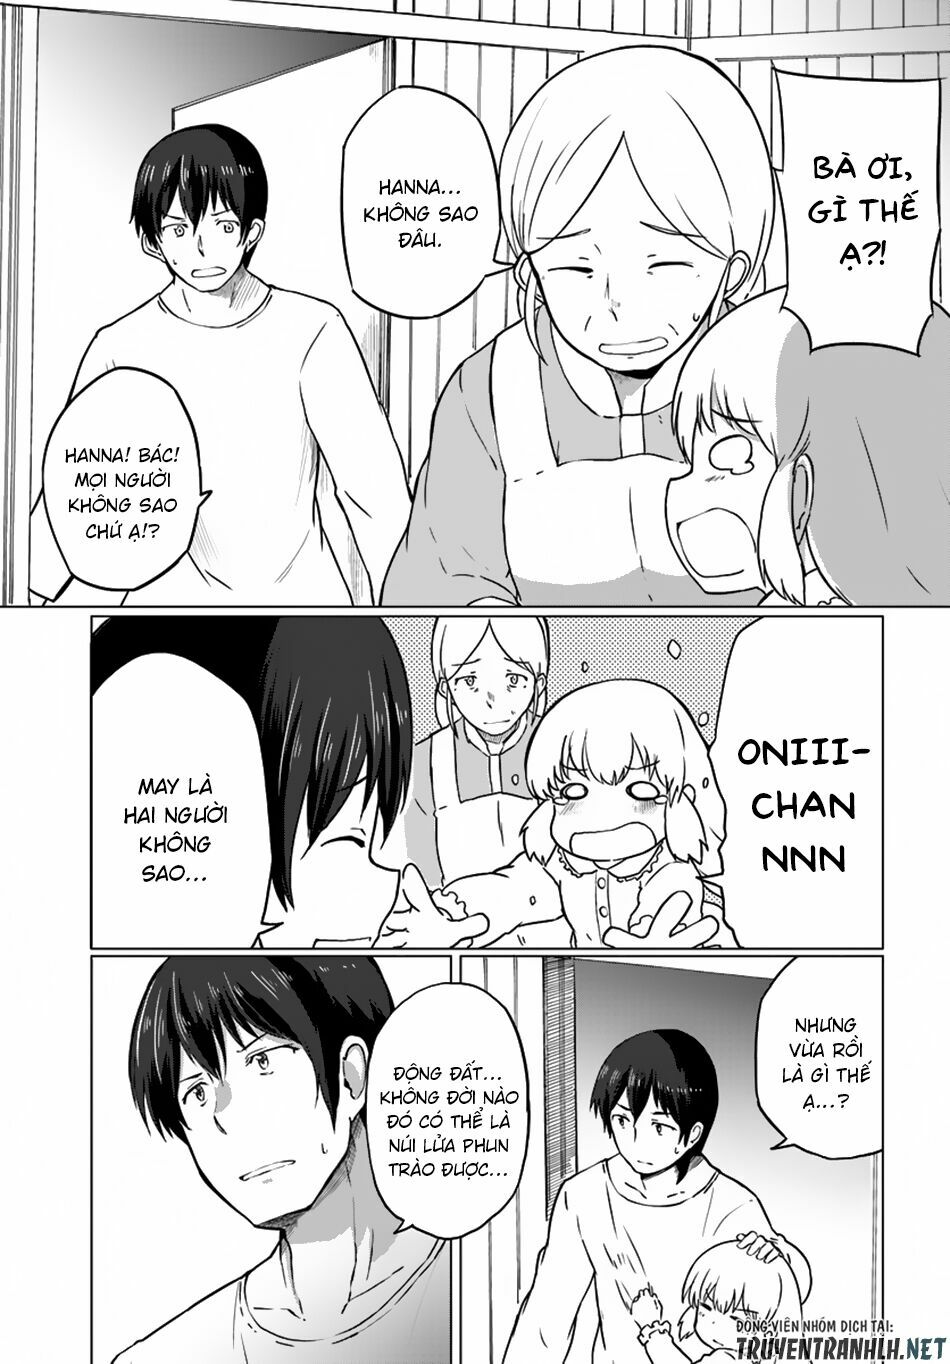 BÀ ƠI,
GÌ THẾ
Ạ?!
HANNA...
KHÔNG SAO
ĐÂU.
HANNA! BÁC!
MỌI NGƯỜI
KHÔNG SAO
CHỨ Ạ!?
ONIII-
CHAN
NNN
MAY LÀ
HAI NGƯỜI
KHÔNG
SAO...
NHƯNG
VỪA RỒI
LÀ GÌ THẾ
Ạ...?
ĐỘNG ĐẤT...
KHÔNG ĐỜI NÀO
ĐÓ CÓ THỂ LÀ
NÚI LỬA PHUN
TRÀO ĐƯỢC...
ĐỘNG VIÊN NHÓM DỊCH TẠI:
TRUYENTRANHLH.NET